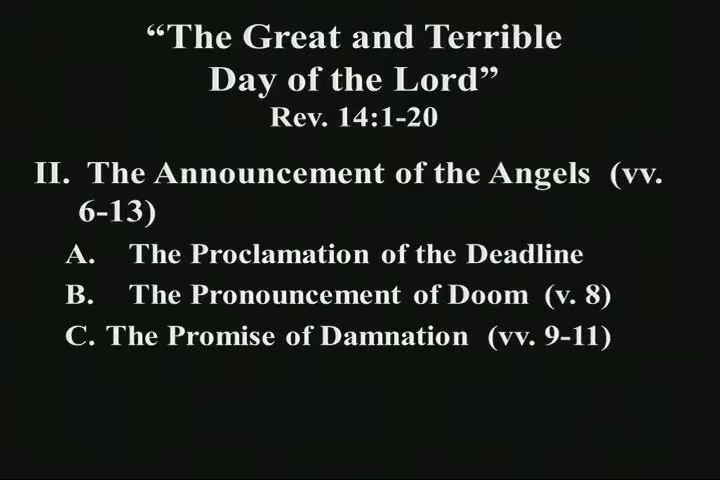 “The Great and Terrible
Day of the Lord”
Rev. 14:1-20
II. The Announcement of the Angels (vv.
6-13)
A. The Proclamation of the Deadline
B. The Pronouncement of Doom (v. 8)
C. The Promise of Damnation (vv. 9-11)